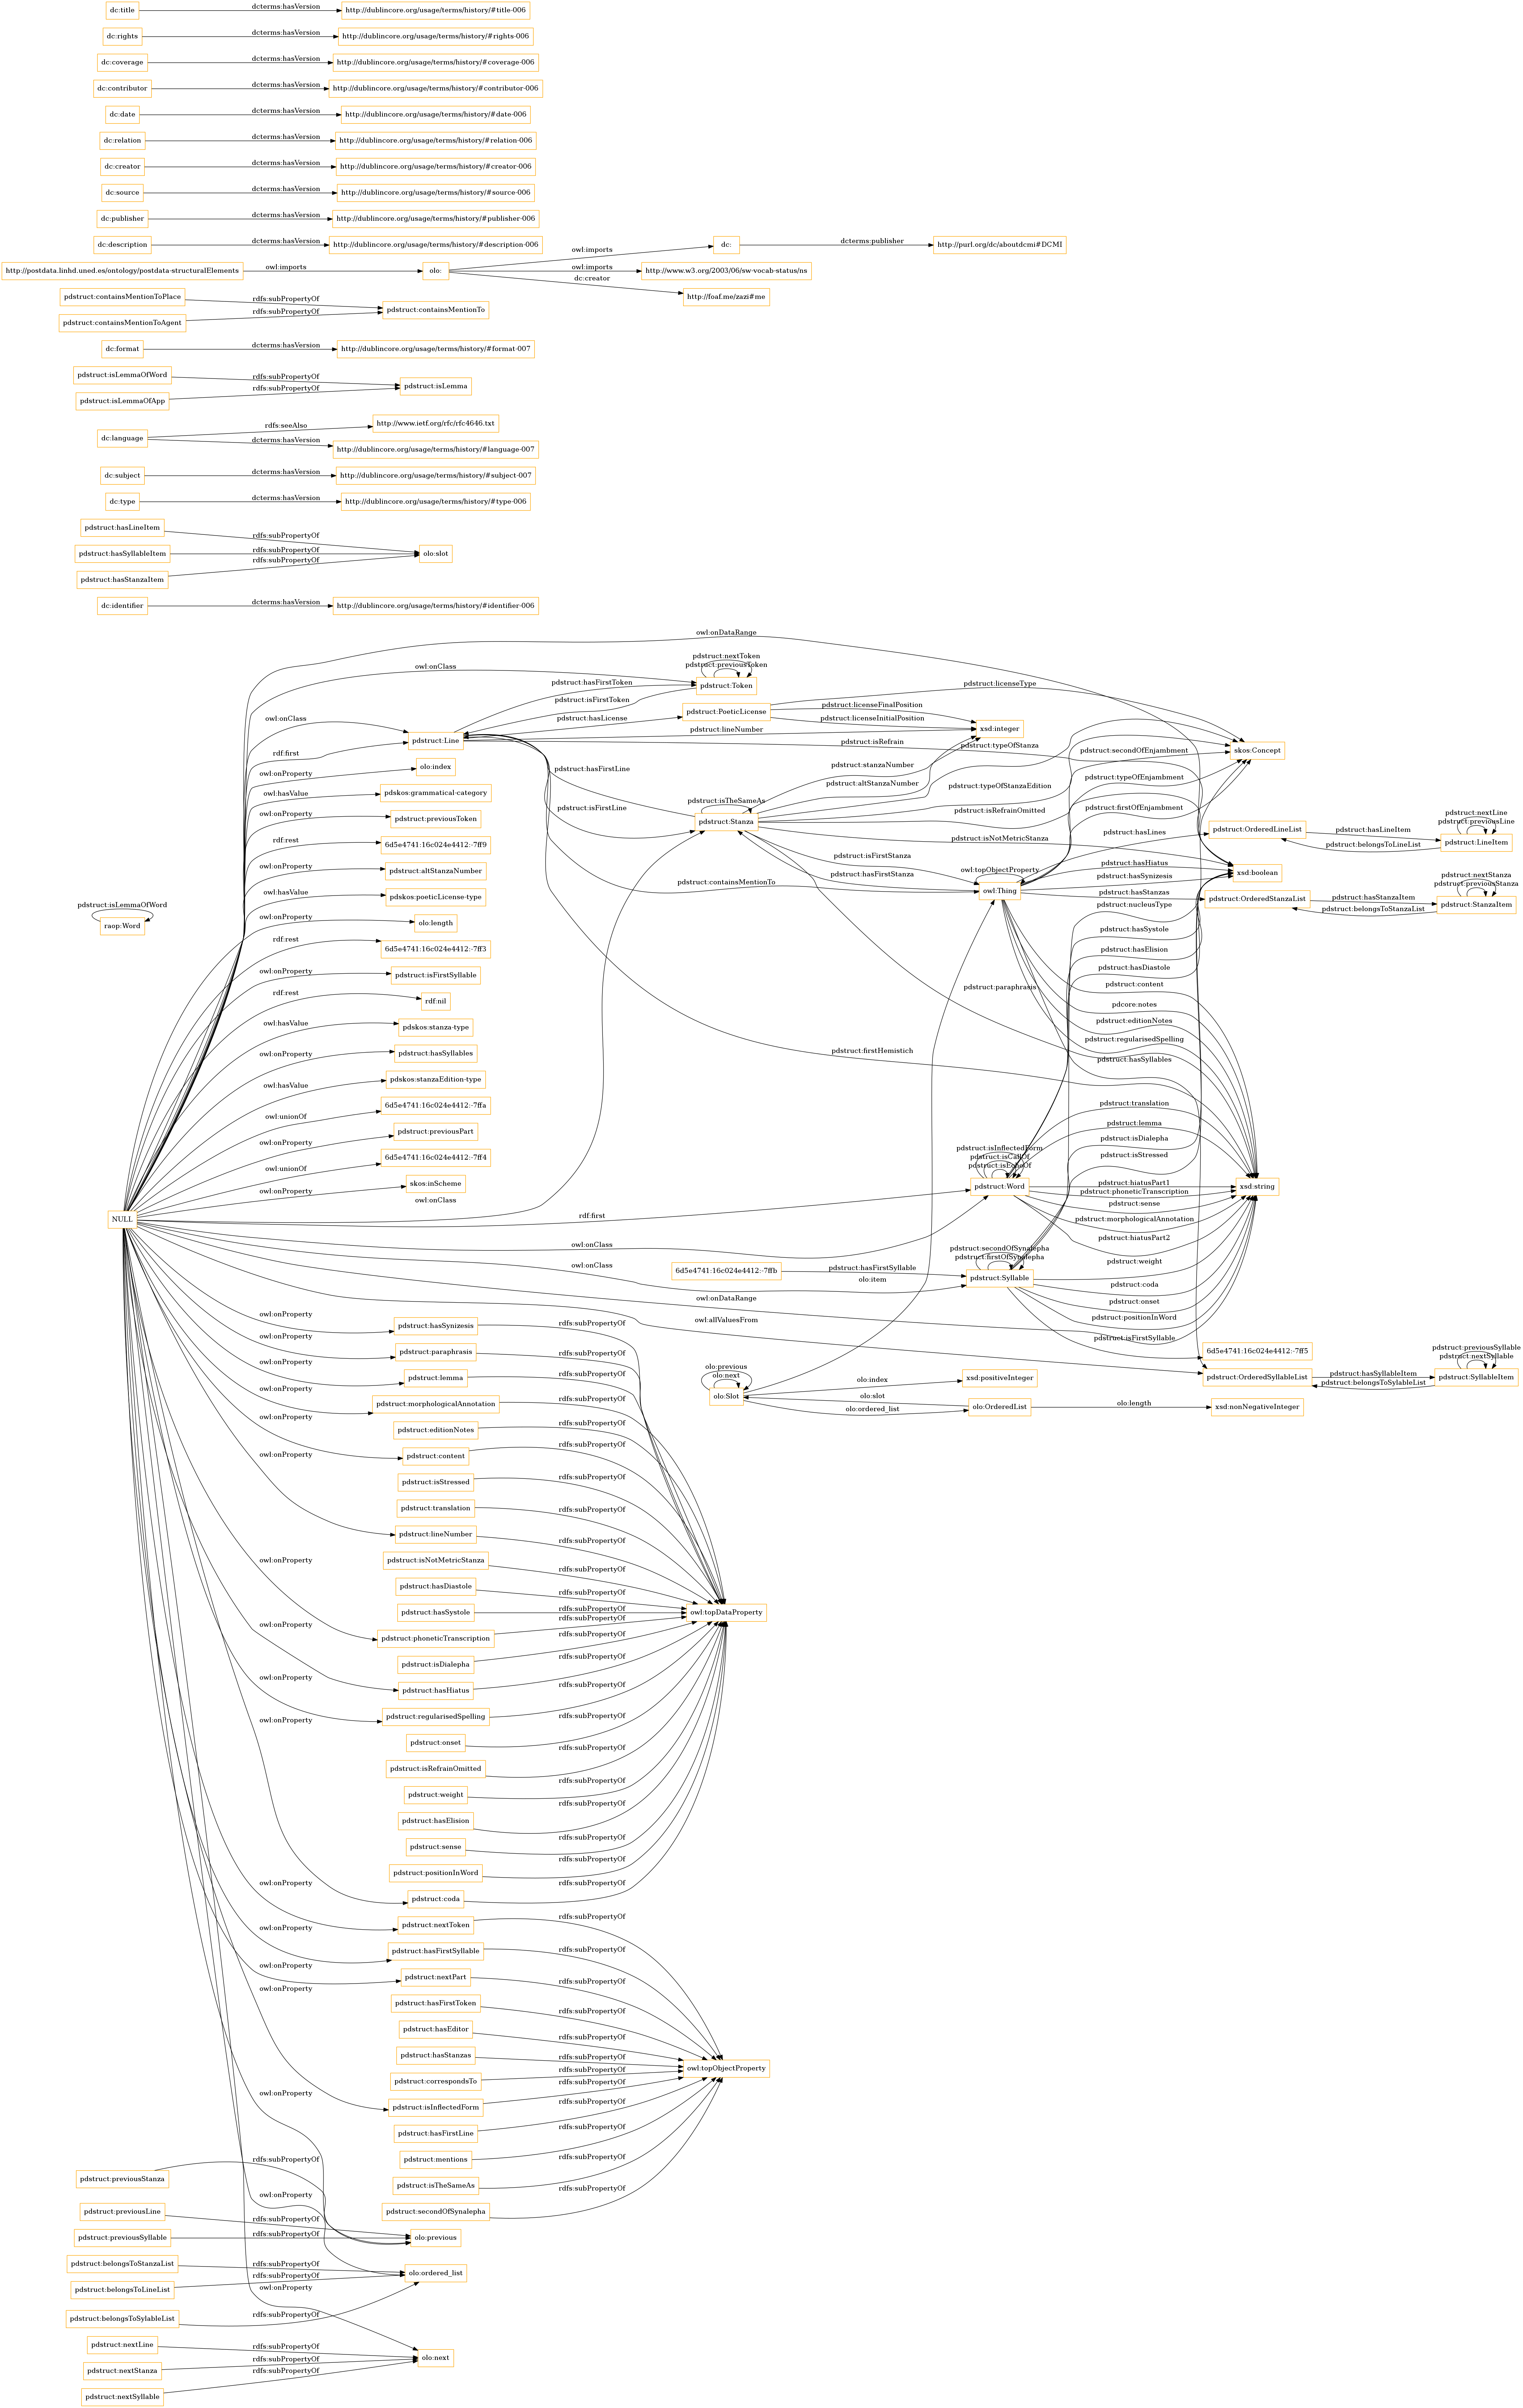 dc:title
dcterms:hasVersion
http://dublincore.org/usage/terms/history/#title-006
dc:rights
dcterms:hasVersion
http://dublincore.org/usage/terms/history/#rights-006
dc:coverage
dcterms:hasVersion
http://dublincore.org/usage/terms/history/#coverage-006
dc:contributor
dcterms:hasVersion
http://dublincore.org/usage/terms/history/#contributor-006
dc:date
dcterms:hasVersion
http://dublincore.org/usage/terms/history/#date-006
dc:relation
dcterms:hasVersion
http://dublincore.org/usage/terms/history/#relation-006
dc:creator
dcterms:hasVersion
http://dublincore.org/usage/terms/history/#creator-006
dc:source
dcterms:hasVersion
http://dublincore.org/usage/terms/history/#source-006
dc:publisher
dcterms:hasVersion
http://dublincore.org/usage/terms/history/#publisher-006
dc:description
dcterms:hasVersion
http://dublincore.org/usage/terms/history/#description-006
http://postdata.linhd.uned.es/ontology/postdata-structuralElements
owl:imports
olo:
owl:imports
dc:
dcterms:publisher
http://purl.org/dc/aboutdcmi#DCMI
owl:imports
http://www.w3.org/2003/06/sw-vocab-status/ns
dc:creator
http://foaf.me/zazi#me
pdstruct:containsMentionToPlace
rdfs:subPropertyOf
pdstruct:containsMentionTo
pdstruct:containsMentionToAgent
rdfs:subPropertyOf
dc:format
dcterms:hasVersion
http://dublincore.org/usage/terms/history/#format-007
pdstruct:isLemmaOfWord
rdfs:subPropertyOf
pdstruct:isLemma
pdstruct:isLemmaOfApp
rdfs:subPropertyOf
dc:language
rdfs:seeAlso
http://www.ietf.org/rfc/rfc4646.txt
dcterms:hasVersion
http://dublincore.org/usage/terms/history/#language-007
dc:subject
dcterms:hasVersion
http://dublincore.org/usage/terms/history/#subject-007
dc:type
dcterms:hasVersion
http://dublincore.org/usage/terms/history/#type-006
pdstruct:hasLineItem
rdfs:subPropertyOf
pdstruct:hasSyllableItem
rdfs:subPropertyOf
olo:slot
pdstruct:hasStanzaItem
rdfs:subPropertyOf
dc:identifier
dcterms:hasVersion
http://dublincore.org/usage/terms/history/#identifier-006
owl:onDataRange
pdstruct:nextToken
pdstruct:previousToken
pdstruct:Token
owl:onClass
pdstruct:hasFirstToken
pdstruct:isFirstToken
pdstruct:licenseType
pdstruct:PoeticLicense
pdstruct:licenseFinalPosition
pdstruct:licenseInitialPosition
pdstruct:hasLicense
owl:onClass
pdstruct:Line
pdstruct:lineNumber
xsd:integer
pdstruct:isRefrain
pdstruct:typeOfStanza
pdstruct:secondOfEnjambment
skos:Concept
rdf:first
owl:onProperty
olo:index
pdstruct:hasFirstLine
pdstruct:stanzaNumber
pdstruct:altStanzaNumber
pdstruct:typeOfStanzaEdition
pdstruct:typeOfEnjambment
owl:hasValue
pdskos:grammatical-category
pdstruct:isTheSameAs
pdstruct:isFirstLine
pdstruct:isRefrainOmitted
pdstruct:firstOfEnjambment
owl:onProperty
pdstruct:previousToken
pdstruct:Stanza
pdstruct:isNotMetricStanza
pdstruct:hasLines
pdstruct:OrderedLineList
pdstruct:hasLineItem
pdstruct:belongsToLineList
pdstruct:nextLine
pdstruct:previousLine
pdstruct:LineItem
rdf:rest
6d5e4741:16c024e4412:-7ff9
pdstruct:isFirstStanza
pdstruct:hasFirstStanza
owl:topObjectProperty
owl:Thing
pdstruct:hasHiatus
pdstruct:hasSynizesis
xsd:boolean
owl:onProperty
pdstruct:altStanzaNumber
pdstruct:containsMentionTo
pdstruct:hasStanzas
pdstruct:OrderedStanzaList
pdstruct:hasStanzaItem
pdstruct:belongsToStanzaList
pdstruct:nextStanza
pdstruct:previousStanza
pdstruct:StanzaItem
owl:hasValue
pdskos:poeticLicense-type
pdstruct:isLemmaOfWord
raop:Word
owl:onProperty
olo:length
pdstruct:nucleusType
pdstruct:hasSystole
pdstruct:hasElision
pdstruct:hasDiastole
rdf:rest
6d5e4741:16c024e4412:-7ff3
owl:onProperty
pdstruct:isFirstSyllable
pdstruct:paraphrasis
pdstruct:content
pdcore:notes
pdstruct:editionNotes
pdstruct:regularisedSpelling
pdstruct:hasSyllables
rdf:rest
rdf:nil
owl:hasValue
pdskos:stanza-type
pdstruct:firstHemistich
owl:onProperty
pdstruct:hasSyllables
owl:hasValue
pdskos:stanzaEdition-type
owl:unionOf
6d5e4741:16c024e4412:-7ffa
pdstruct:translation
pdstruct:lemma
pdstruct:isDialepha
pdstruct:isStressed
owl:onProperty
pdstruct:previousPart
owl:unionOf
6d5e4741:16c024e4412:-7ff4
pdstruct:isInflectedForm
pdstruct:isCallOf
pdstruct:isEchoOf
pdstruct:Word
pdstruct:hiatusPart1
pdstruct:phoneticTranscription
pdstruct:sense
pdstruct:morphologicalAnnotation
pdstruct:hiatusPart2
xsd:string
owl:onProperty
skos:inScheme
owl:onClass
NULL
rdf:first
owl:onClass
pdstruct:secondOfSynalepha
pdstruct:firstOfSynalepha
pdstruct:Syllable
pdstruct:weight
pdstruct:coda
pdstruct:onset
pdstruct:positionInWord
pdstruct:isFirstSyllable
owl:onClass
6d5e4741:16c024e4412:-7ffb
pdstruct:hasFirstSyllable
olo:item
owl:onDataRange
owl:allValuesFrom
6d5e4741:16c024e4412:-7ff5
pdstruct:OrderedSyllableList
pdstruct:hasSyllableItem
pdstruct:belongsToSylableList
pdstruct:previousSyllable
pdstruct:nextSyllable
pdstruct:SyllableItem
olo:previous
olo:next
olo:Slot
olo:index
xsd:positiveInteger
olo:slot
olo:ordered_list
olo:OrderedList
olo:length
xsd:nonNegativeInteger
owl:onProperty
pdstruct:hasSynizesis
rdfs:subPropertyOf
owl:onProperty
pdstruct:paraphrasis
rdfs:subPropertyOf
owl:onProperty
pdstruct:lemma
rdfs:subPropertyOf
owl:onProperty
pdstruct:morphologicalAnnotation
rdfs:subPropertyOf
pdstruct:editionNotes
rdfs:subPropertyOf
owl:onProperty
pdstruct:content
rdfs:subPropertyOf
pdstruct:isStressed
rdfs:subPropertyOf
pdstruct:translation
rdfs:subPropertyOf
owl:onProperty
pdstruct:lineNumber
rdfs:subPropertyOf
pdstruct:isNotMetricStanza
rdfs:subPropertyOf
pdstruct:hasDiastole
rdfs:subPropertyOf
pdstruct:hasSystole
rdfs:subPropertyOf
owl:topDataProperty
owl:onProperty
pdstruct:phoneticTranscription
rdfs:subPropertyOf
pdstruct:isDialepha
rdfs:subPropertyOf
owl:onProperty
pdstruct:hasHiatus
rdfs:subPropertyOf
owl:onProperty
pdstruct:regularisedSpelling
rdfs:subPropertyOf
pdstruct:onset
rdfs:subPropertyOf
pdstruct:isRefrainOmitted
rdfs:subPropertyOf
pdstruct:weight
rdfs:subPropertyOf
pdstruct:hasElision
rdfs:subPropertyOf
pdstruct:sense
rdfs:subPropertyOf
pdstruct:positionInWord
rdfs:subPropertyOf
owl:onProperty
pdstruct:coda
rdfs:subPropertyOf
owl:onProperty
pdstruct:nextToken
rdfs:subPropertyOf
owl:onProperty
pdstruct:hasFirstSyllable
rdfs:subPropertyOf
owl:onProperty
pdstruct:nextPart
rdfs:subPropertyOf
pdstruct:hasFirstToken
rdfs:subPropertyOf
pdstruct:hasEditor
rdfs:subPropertyOf
pdstruct:hasStanzas
rdfs:subPropertyOf
owl:topObjectProperty
pdstruct:correspondsTo
rdfs:subPropertyOf
owl:onProperty
pdstruct:isInflectedForm
rdfs:subPropertyOf
pdstruct:hasFirstLine
rdfs:subPropertyOf
pdstruct:mentions
rdfs:subPropertyOf
pdstruct:isTheSameAs
rdfs:subPropertyOf
pdstruct:secondOfSynalepha
rdfs:subPropertyOf
owl:onProperty
pdstruct:previousStanza
rdfs:subPropertyOf
pdstruct:previousLine
rdfs:subPropertyOf
pdstruct:previousSyllable
rdfs:subPropertyOf
olo:previous
owl:onProperty
pdstruct:belongsToStanzaList
rdfs:subPropertyOf
olo:ordered_list
pdstruct:belongsToLineList
rdfs:subPropertyOf
owl:onProperty
pdstruct:belongsToSylableList
rdfs:subPropertyOf
pdstruct:nextLine
rdfs:subPropertyOf
olo:next
pdstruct:nextStanza
rdfs:subPropertyOf
pdstruct:nextSyllable
rdfs:subPropertyOf